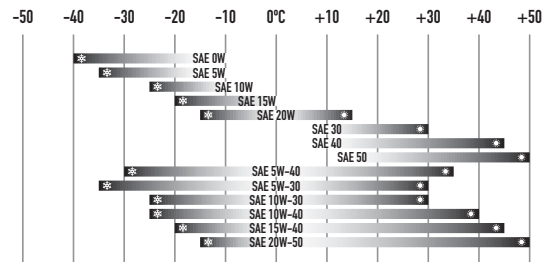 -50 -40 -30 -20 -10 0°C +10 +20 +30 +40 +50
SAE 0W
SAE 5W
SAE 10W
SAE 15W
SAE 20W
SAE 30
SAE 40
SAE 50
SAE 5W-40
SAE 5W-30
SAE 10W-30
SAE 10W-40
SAE 15W-40
SAE 20W-50